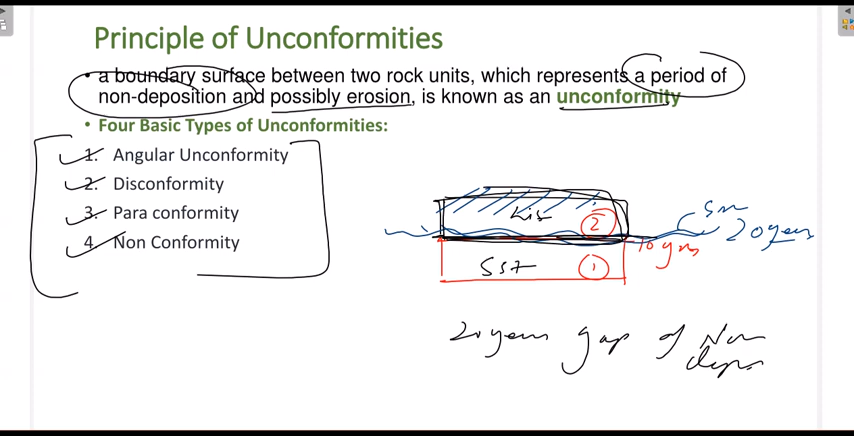 Principle of Unconformities
• a boundary surface between two rock units, which represents a period of
non-deposition and possibly erosion, is known as an unconformity
• Four Basic Types of Unconformities:
1. Angular Unconformity
2. Disconformity
3. Para conformity
4. Non Conformity
Lis 2
20 years
10 yrs
SST 1
20 years gap of Non